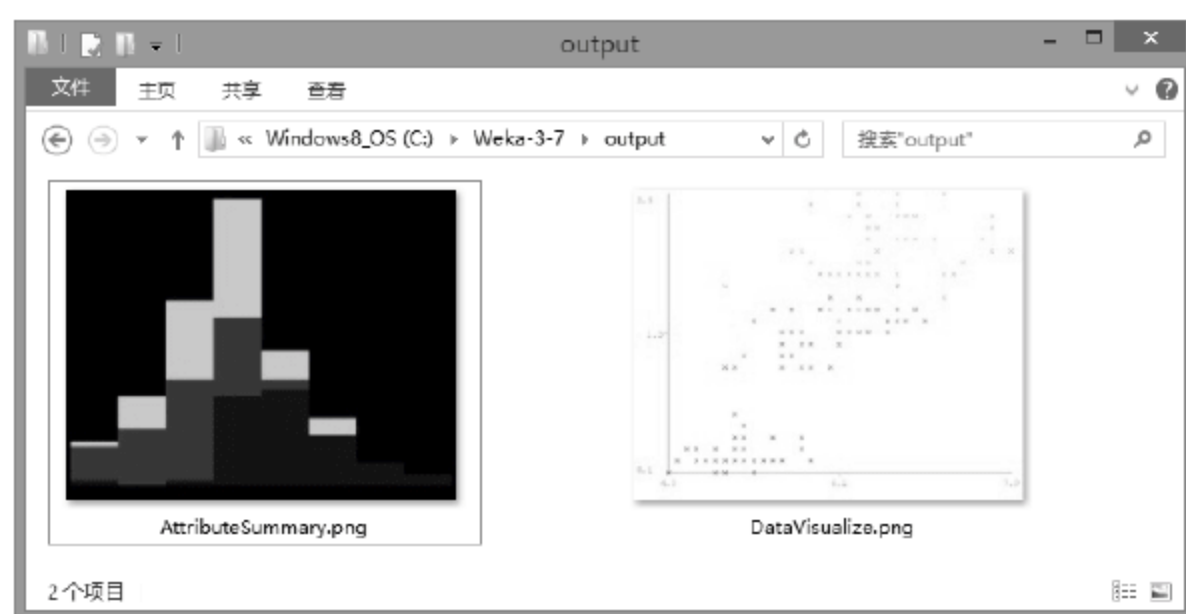 output
文件 主页 共享 查看
« Windows8_OS (C:) Weka-3-7 output 搜索"output"
AttributeSummary.png
DataVisualize.png
2 个项目